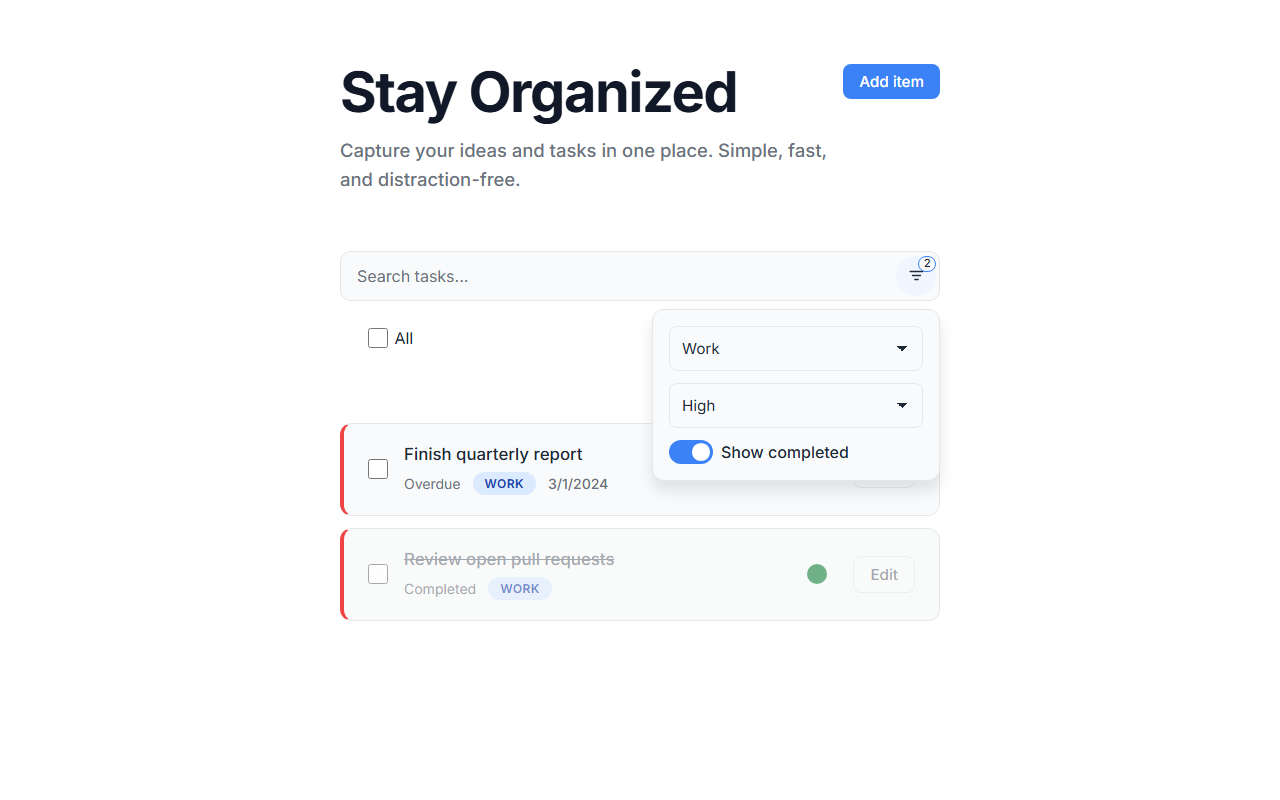 Stay Organized
Add item
Capture your ideas and tasks in one place. Simple, fast,
and distraction-free.
Search tasks...
2
All
Work
High
Show completed
Finish quarterly report
Overdue WORK 3/1/2024
Review open pull requests
Completed WORK
Edit